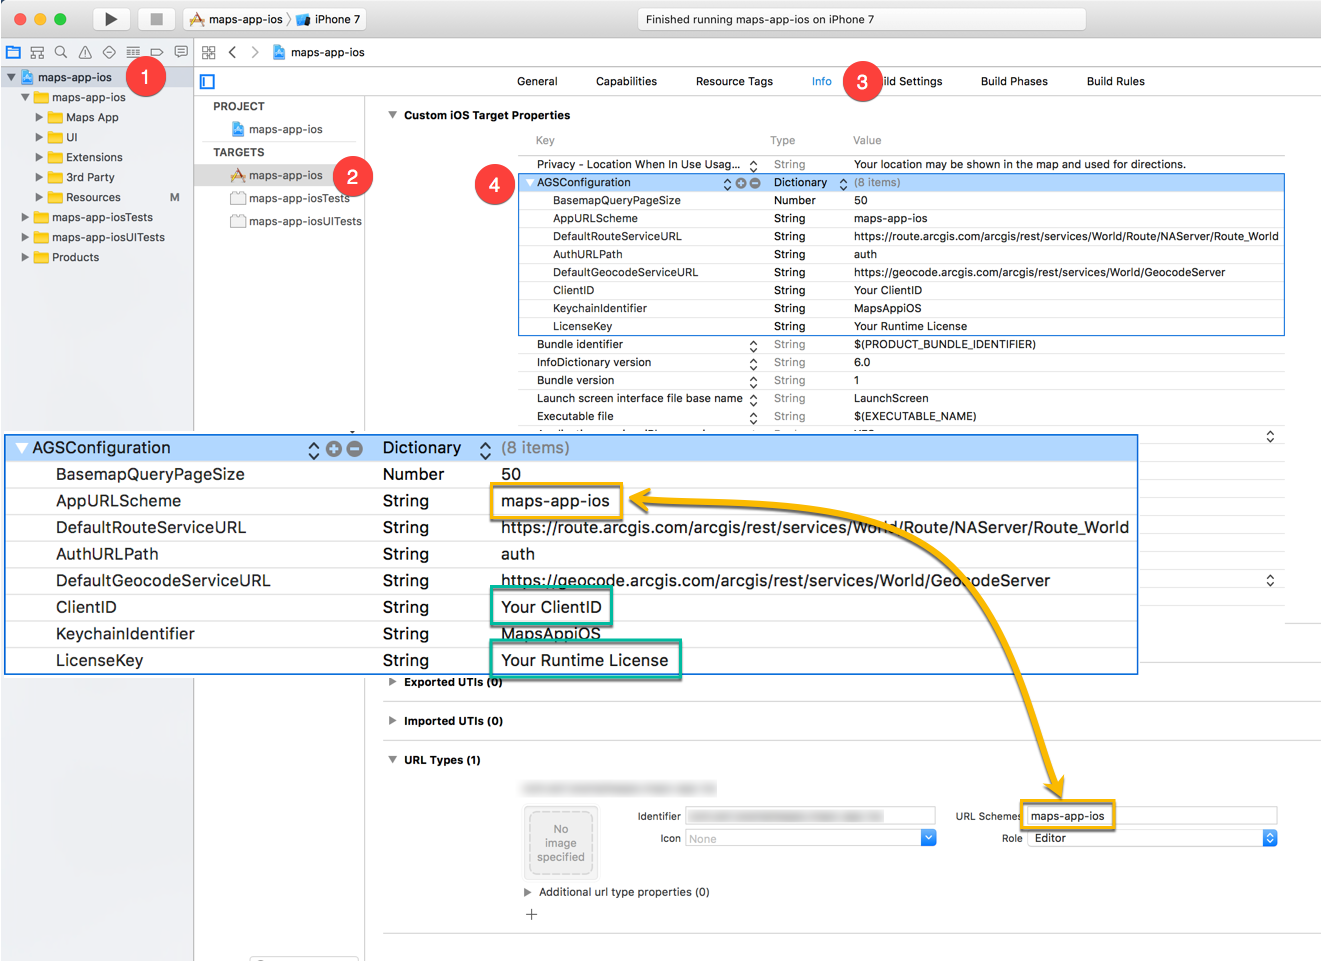 maps-app-ios iPhone 7
Finished running maps-app-ios on iPhone 7
maps-app-ios
maps-app-ios
1
maps-app-ios
Maps App
UI
Extensions
3rd Party
Resources M
maps-app-iosTests
maps-app-iosUITests
Products
General Capabilities Resource Tags Info 3 ild Settings Build Phases Build Rules
PROJECT
maps-app-ios
TARGETS
maps-app-ios
2
maps-app-iosTests
maps-app-iosUITests
Custom iOS Target Properties
Key Type Value
Privacy - Location When In Use Usag... String Your location may be shown in the map and used for directions.
4
AGSConfiguration Dictionary (8 items)
BasemapQueryPageSize Number 50
AppURLScheme String maps-app-ios
DefaultRouteServiceURL String https://route.arcgis.com/arcgis/rest/services/World/Route/NAServer/Route_World
AuthURLPath String auth
DefaultGeocodeServiceURL String https://geocode.arcgis.com/arcgis/rest/services/World/GeocodeServer
ClientID String Your ClientID
KeychainIdentifier String MapsAppiOS
LicenseKey String Your Runtime License
Bundle identifier String $(PRODUCT_BUNDLE_IDENTIFIER)
InfoDictionary version String 6.0
Bundle version String 1
Launch screen interface file base name String LaunchScreen
Executable file String $(EXECUTABLE_NAME)
AGSConfiguration Dictionary (8 items)
BasemapQueryPageSize Number 50
AppURLScheme String maps-app-ios
DefaultRouteServiceURL String https://route.arcgis.com/arcgis/rest/services/World/Route/NAServer/Route_World
AuthURLPath String auth
DefaultGeocodeServiceURL String https://geocode.arcgis.com/arcgis/rest/services/World/GeocodeServer
ClientID String Your ClientID
KeychainIdentifier String MapsAppiOS
LicenseKey String Your Runtime License
Exported UTIs (0)
Imported UTIs (0)
URL Types (1)
No
image
specified
Identifier
URL Schemes maps-app-ios
Icon None
Role Editor
Additional url type properties (0)